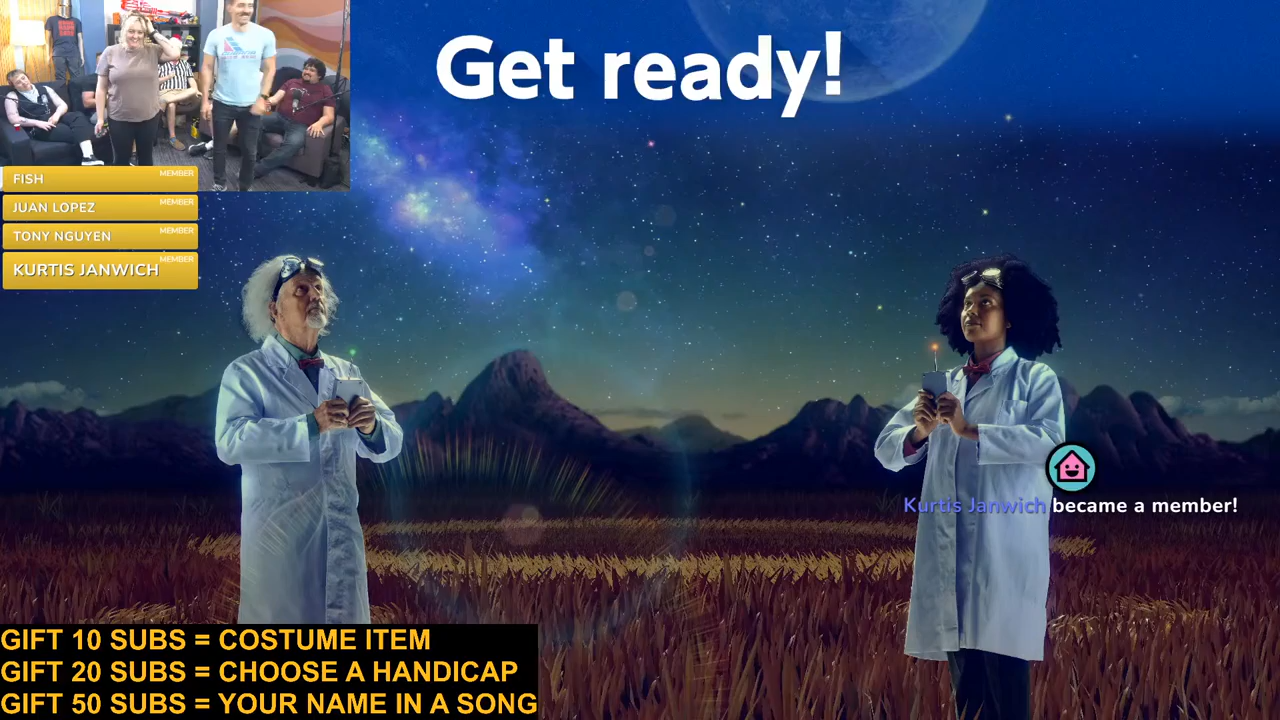 Get ready!
FISH
MEMBER
JUAN LOPEZ
MEMBER
TONY NGUYEN
MEMBER
KURTIS JANWICH
MEMBER
Kurtis Janwich became a member!
GIFT 10 SUBS = COSTUME ITEM
GIFT 20 SUBS = CHOOSE A HANDICAP
GIFT 50 SUBS = YOUR NAME IN A SONG